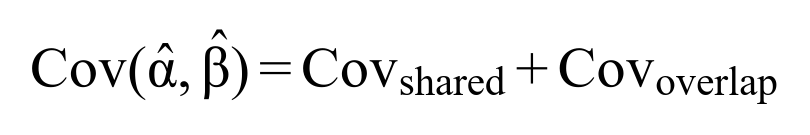 Cov(α̂, β̂) = Cov_shared + Cov_overlap